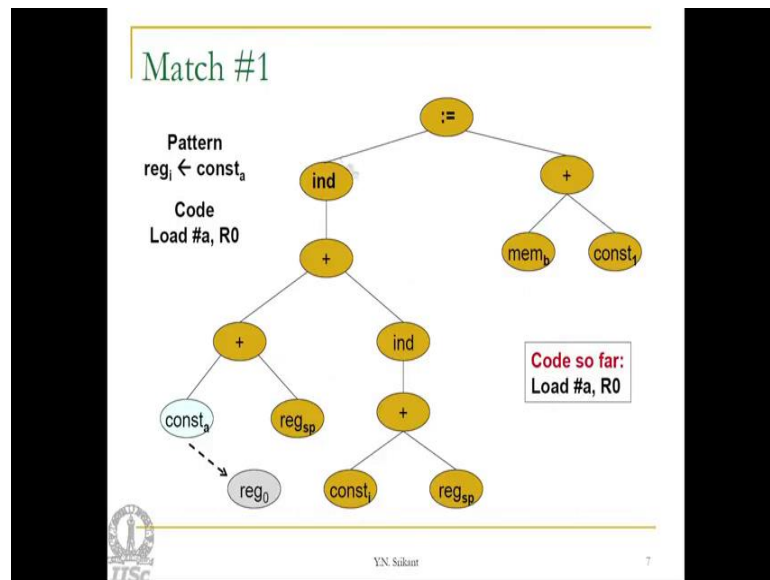 Match #1
Pattern
regᵢ ← constₐ
Code
Load #a, R0
:=
ind
+
+
mem_b
const₁
+
ind
Code so far:
Load #a, R0
constₐ
reg_sp
+
reg₀
constᵢ
reg_sp
IISc
Y.N. Srikant
7